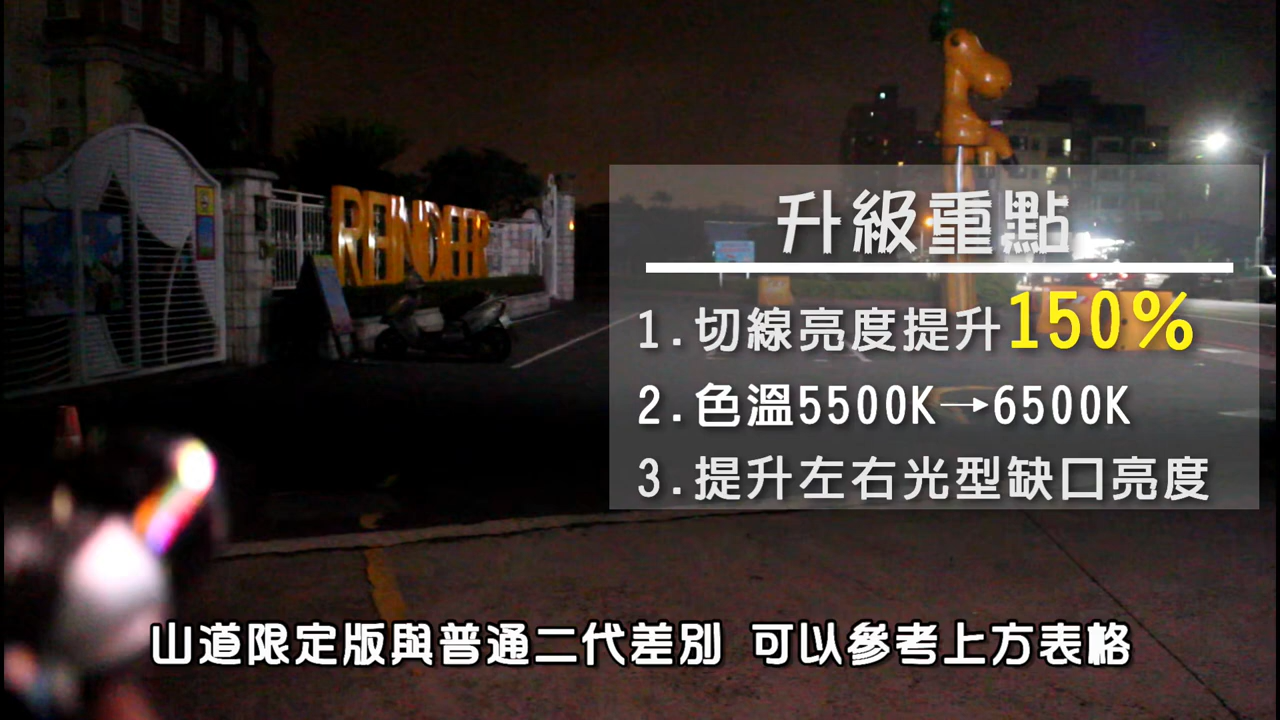 REINDEER
升級重點
1.切線亮度提升150%
2.色溫5500K→6500K
3.提升左右光型缺口亮度
山道限定版與普通二代差別 可以參考上方表格